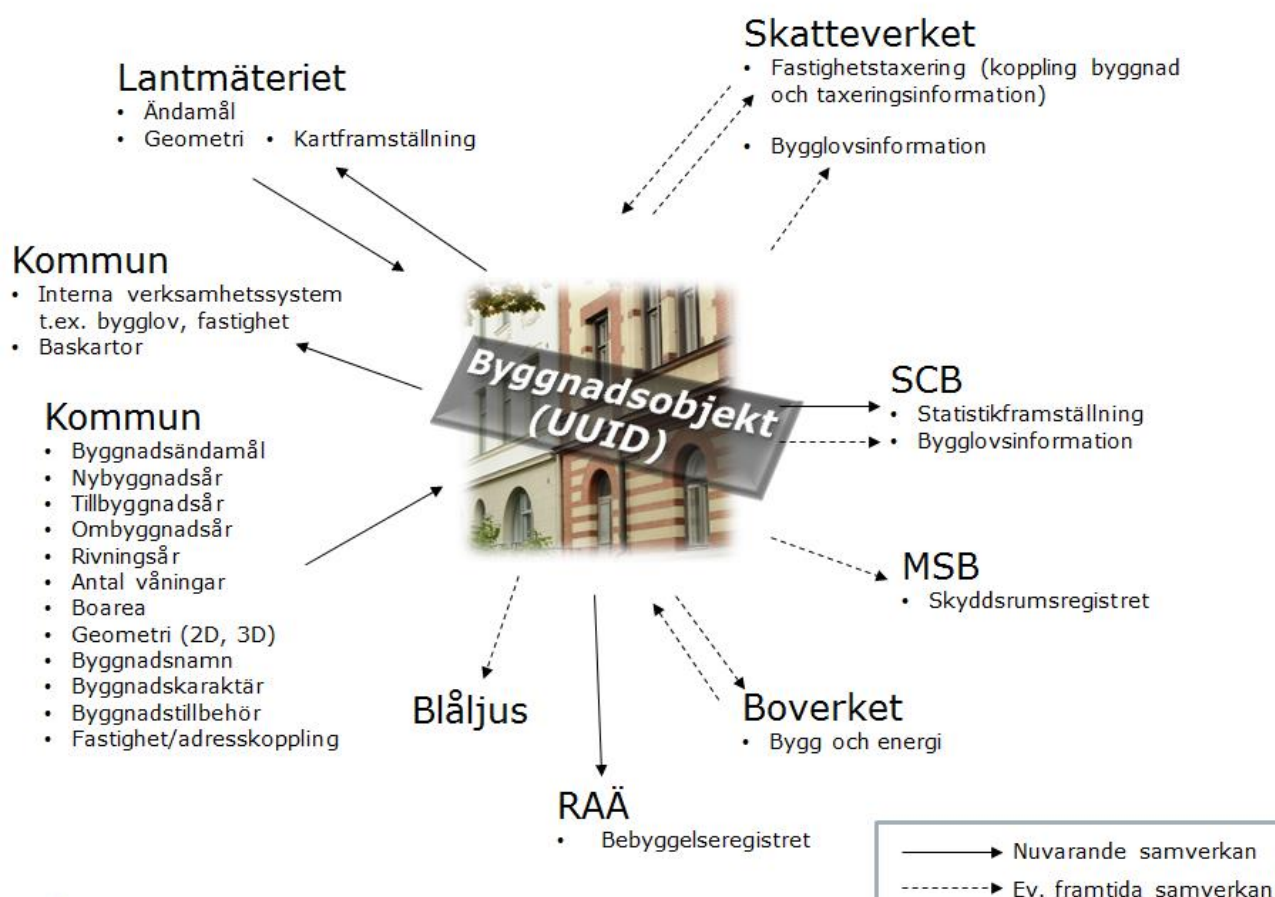 Skatteverket
• Fastighetstaxering (koppling byggnad
och taxeringsinformation)
• Bygglovsinformation
Lantmäteriet
• Ändamål
• Geometri • Kartframställning
Kommun
• Interna verksamhetssystem
t.ex. bygglov, fastighet
• Baskartor
Kommun
• Byggnadsändamål
• Nybyggnadsår
• Tillbyggnadsår
• Ombyggnadsår
• Rivningsår
• Antal våningar
• Boarea
• Geometri (2D, 3D)
• Byggnadsnamn
• Byggnadskaraktär
• Byggnadstillbehör
• Fastighet/adresskoppling
Byggnadsobjekt
(UUID)
SCB
• Statistikframställning
• Bygglovsinformation
MSB
• Skyddsrumsregistret
Blåljus
Boverket
• Bygg och energi
RAÄ
• Bebyggelseregistret
Nuvarande samverkan
Ev. framtida samverkan